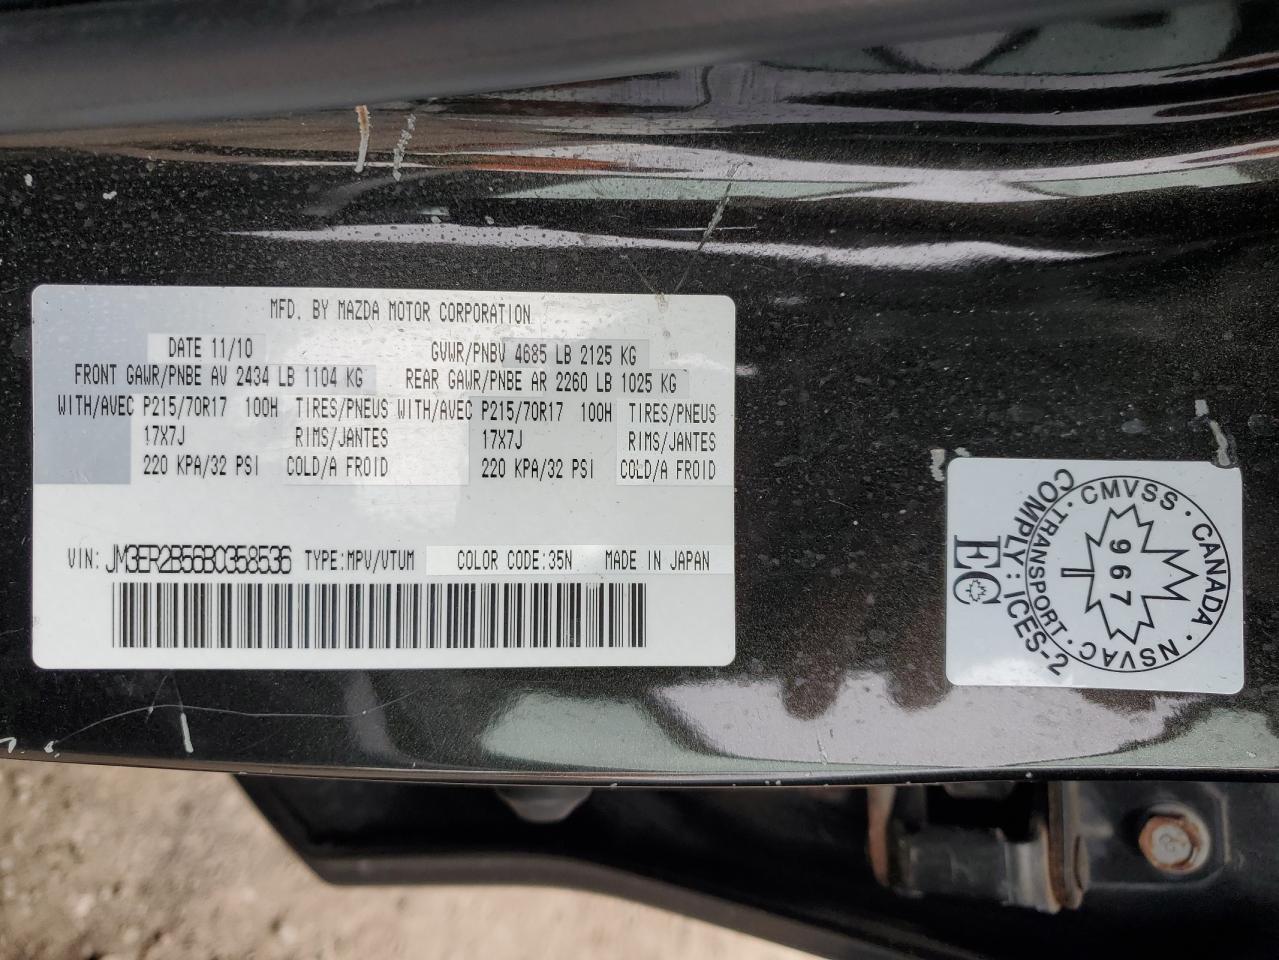 MFD. BY MAZDA MOTOR CORPORATION
DATE 11/10 GVWR/PNBV 4685 LB 2125 KG
FRONT GAWR/PNBE AV 2434 LB 1104 KG REAR GAWR/PNBE AR 2260 LB 1025 KG
WITH/AVEC P215/70R17 100H TIRES/PNEUS WITH/AVEC P215/70R17 100H TIRES/PNEUS
17X7J RIMS/JANTES 17X7J RIMS/JANTES
220 KPA/32 PSI COLD/A FROID 220 KPA/32 PSI COLD/A FROID
VIN: JM3ER2B56B0358536 TYPE:MPV/VTUM COLOR CODE:35N MADE IN JAPAN
CMVSS · CANADA · NSVAC · TRANSPORT ·
967
COMPLY: ICES-2
EC